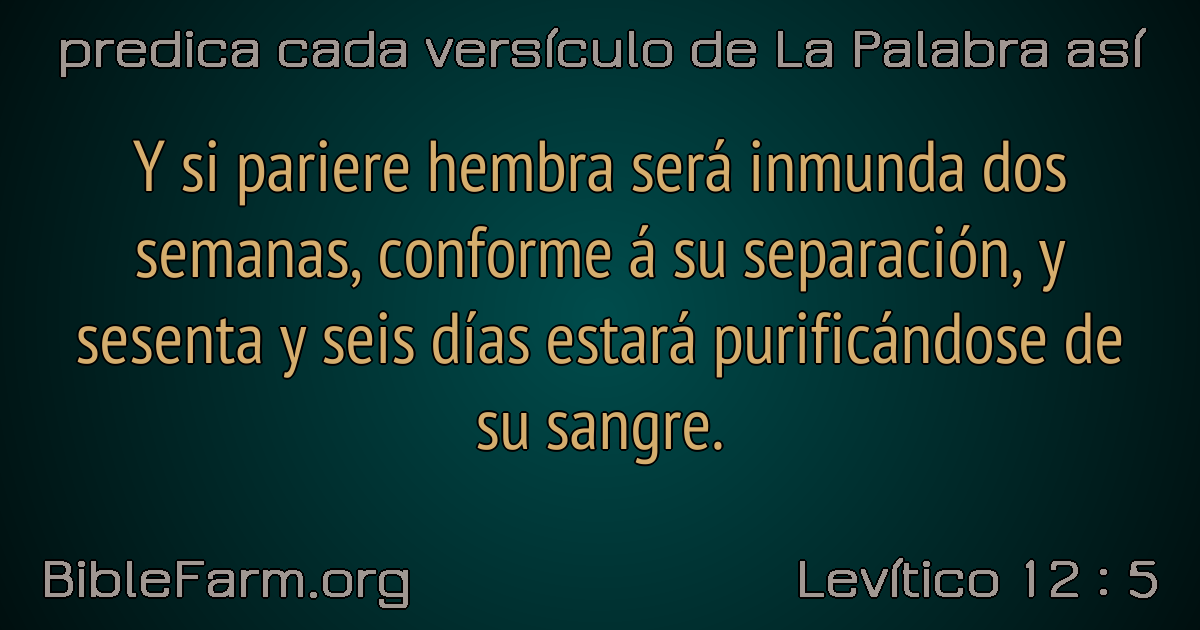 predica cada versículo de La Palabra así
Y si pariere hembra será inmunda dos
semanas, conforme á su separación, y
sesenta y seis días estará purificándose de
su sangre.
BibleFarm.org
Levítico 12 : 5